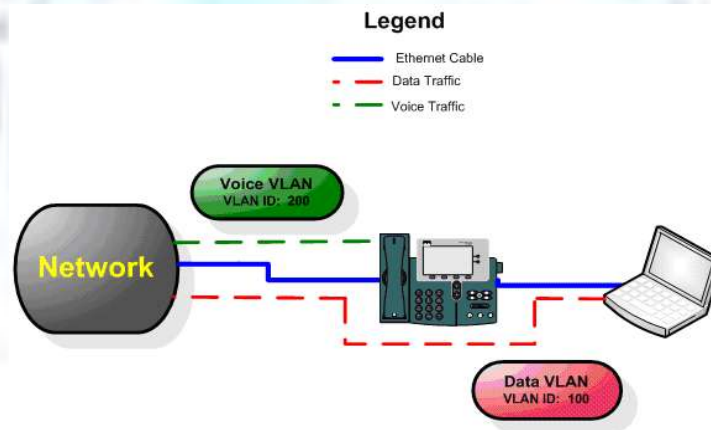 Legend
Ethernet Cable
Data Traffic
Voice Traffic
Voice VLAN
VLAN ID: 200
Network
Data VLAN
VLAN ID: 100